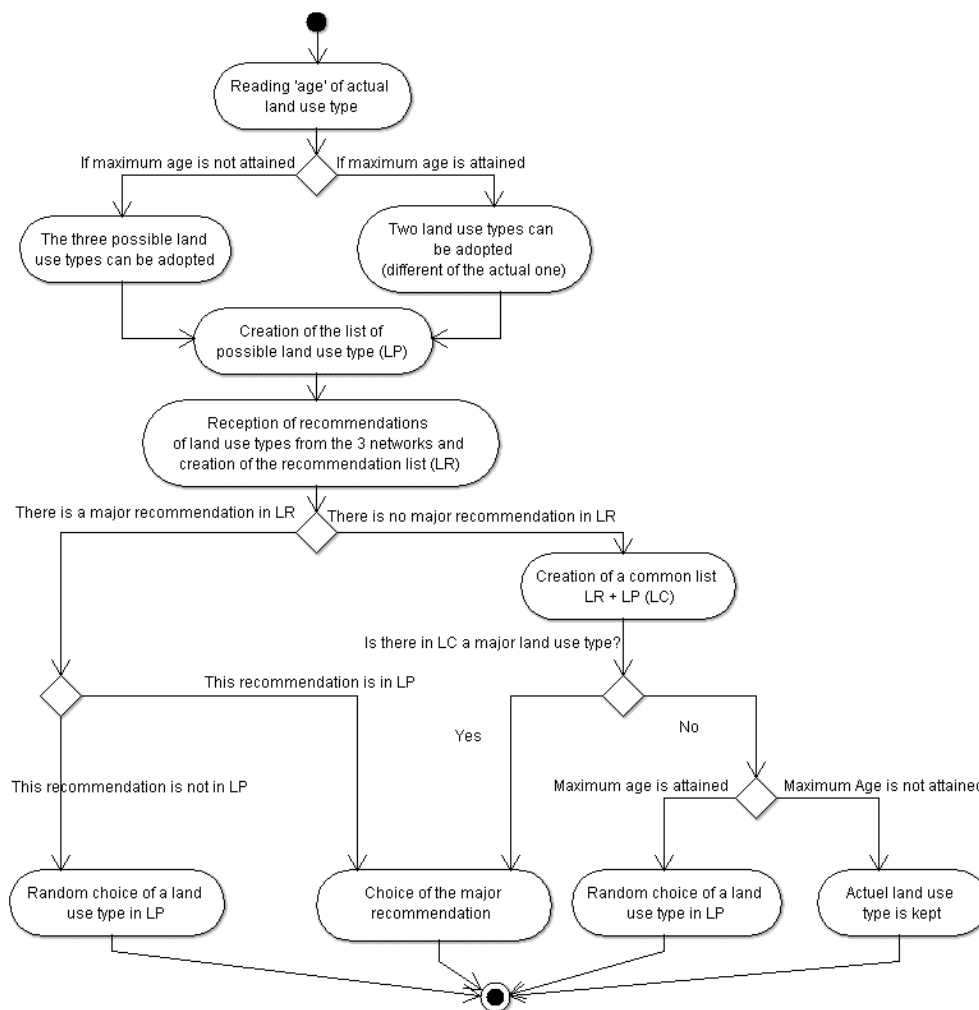 Reading 'age' of actual
land use type
If maximum age is not attained
If maximum age is attained
The three possible land
use types can be adopted
Two land use types can
be adopted
(different of the actual one)
Creation of the list of
possible land use type (LP)
Reception of recommendations
of land use types from the 3 networks and
creation of the recommendation list (LR)
There is a major recommendation in LR
There is no major recommendation in LR
Creation of a common list
LR + LP (LC)
Is there in LC a major land use type?
This recommendation is in LP
Yes
No
This recommendation is not in LP
Maximum age is attained
Maximum Age is not attained
Random choice of a land
use type in LP
Choice of the major
recommendation
Random choice of a land
use type in LP
Actuel land use
type is kept